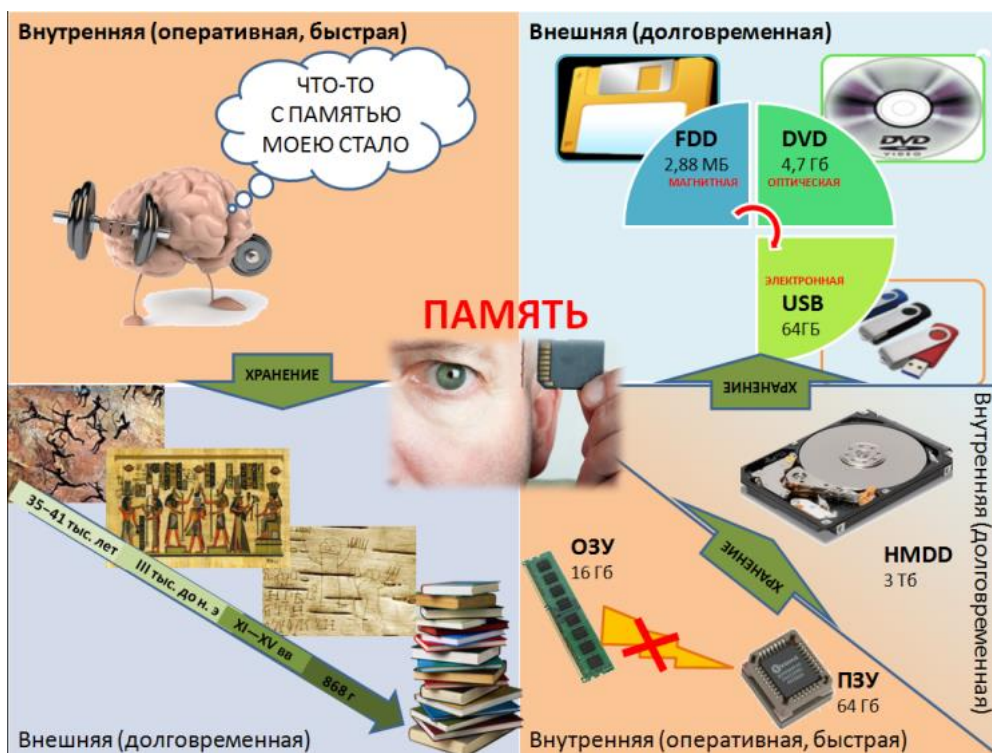 Внутренняя (оперативная, быстрая)
ЧТО-ТО
С ПАМЯТЬЮ
МОЕЮ СТАЛО
Внешняя (долговременная)
FDD
2,88 МБ
МАГНИТНАЯ
DVD
4,7 Гб
ОПТИЧЕСКАЯ
DVD
VIDEO
ЭЛЕКТРОННАЯ
USB
64ГБ
ПАМЯТЬ
ХРАНЕНИЕ
ХРАНЕНИЕ
35–41 тыс. лет
III тыс. до н. э
XI—XV вв
868 г
Внешняя (долговременная)
Внутренняя (долговременная)
HMDD
3 Тб
ХРАНЕНИЕ
ОЗУ
16 Гб
ПЗУ
64 Гб
Внутренняя (оперативная, быстрая)